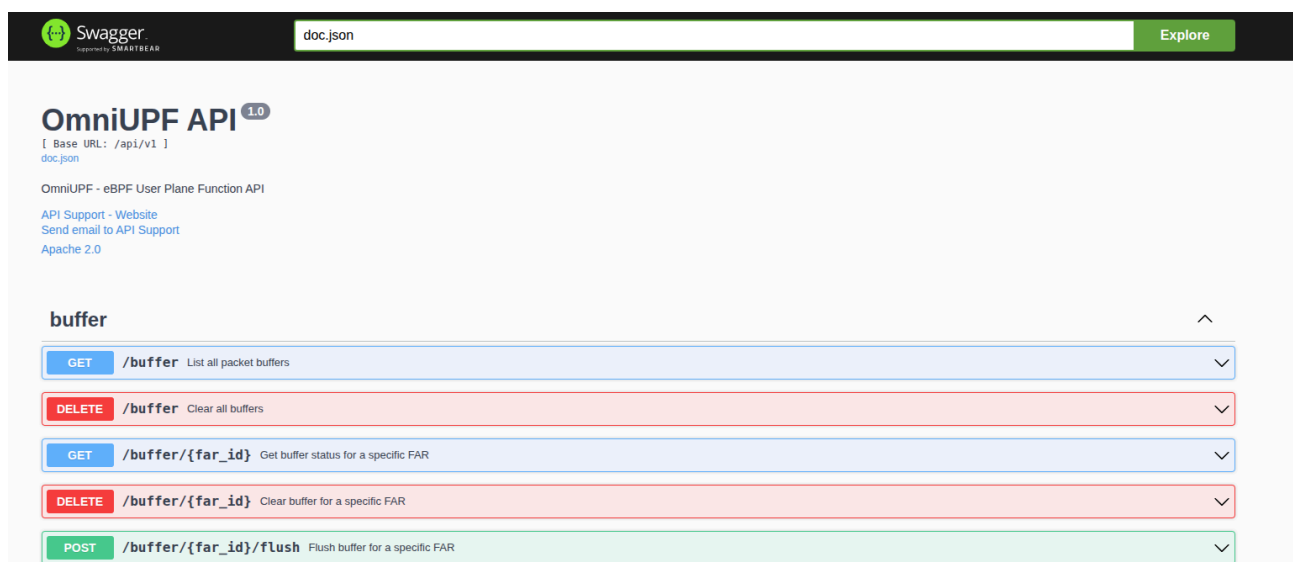 Swagger.
Supported by SMARTBEAR
doc.json
Explore
OmniUPF API 1.0
[ Base URL: /api/v1 ]
doc.json
OmniUPF - eBPF User Plane Function API
API Support - Website
Send email to API Support
Apache 2.0
buffer
GET /buffer List all packet buffers
DELETE /buffer Clear all buffers
GET /buffer/{far_id} Get buffer status for a specific FAR
DELETE /buffer/{far_id} Clear buffer for a specific FAR
POST /buffer/{far_id}/flush Flush buffer for a specific FAR